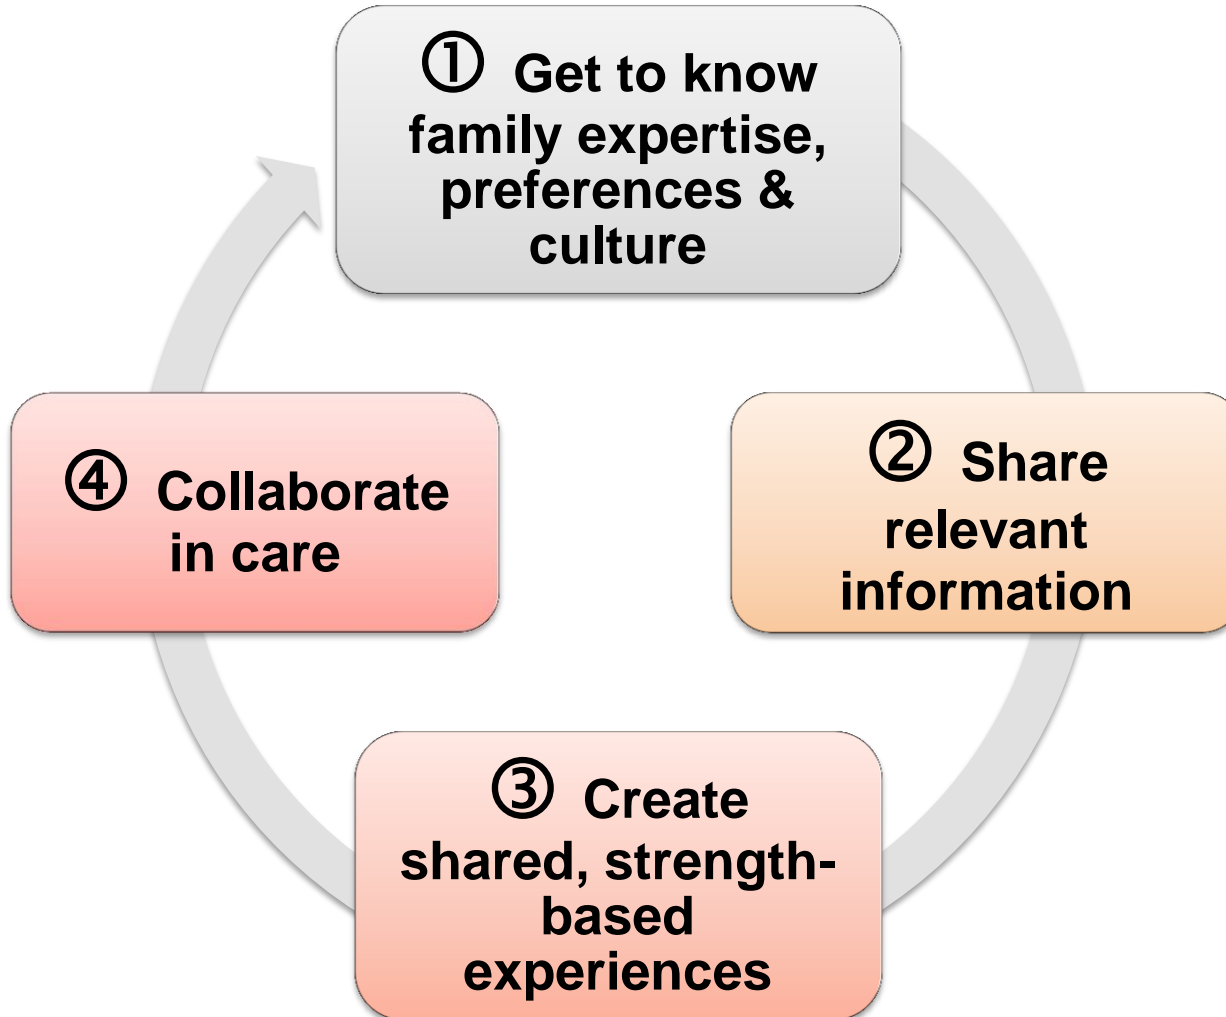 ① Get to know
family expertise,
preferences &
culture
② Share
relevant
information
③ Create
shared, strength-
based
experiences
④ Collaborate
in care